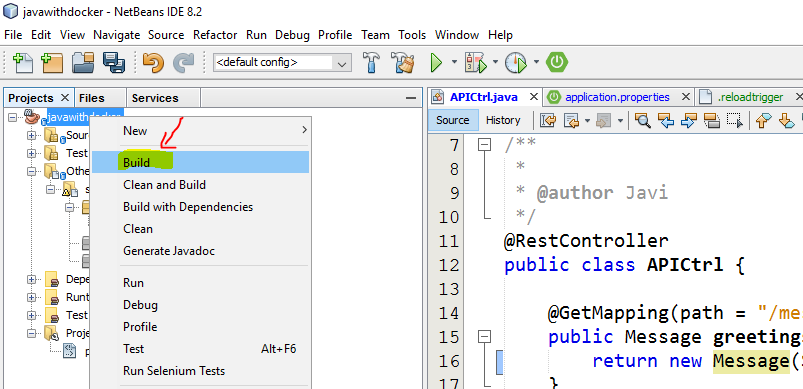 javawithdocker - NetBeans IDE 8.2
File Edit View Navigate Source Refactor Run Debug Profile Team Tools Window Help
<default config>
Projects Files Services
APICtrl.java application.properties .reloadtrigger
javawithdocker
Source History
New
Sour
Build
Test
Clean and Build
Othe
Build with Dependencies
s
Clean
Generate Javadoc
Run
Depe
Debug
Runt
Profile
Test
Test Alt+F6
Proje
Run Selenium Tests
p
7 /**
8 *
9 * @author Javi
10 */
11 @RestController
12 public class APICtrl {
13
14 @GetMapping(path = "/me
15 public Message greeting
16 return new Message(
17 }